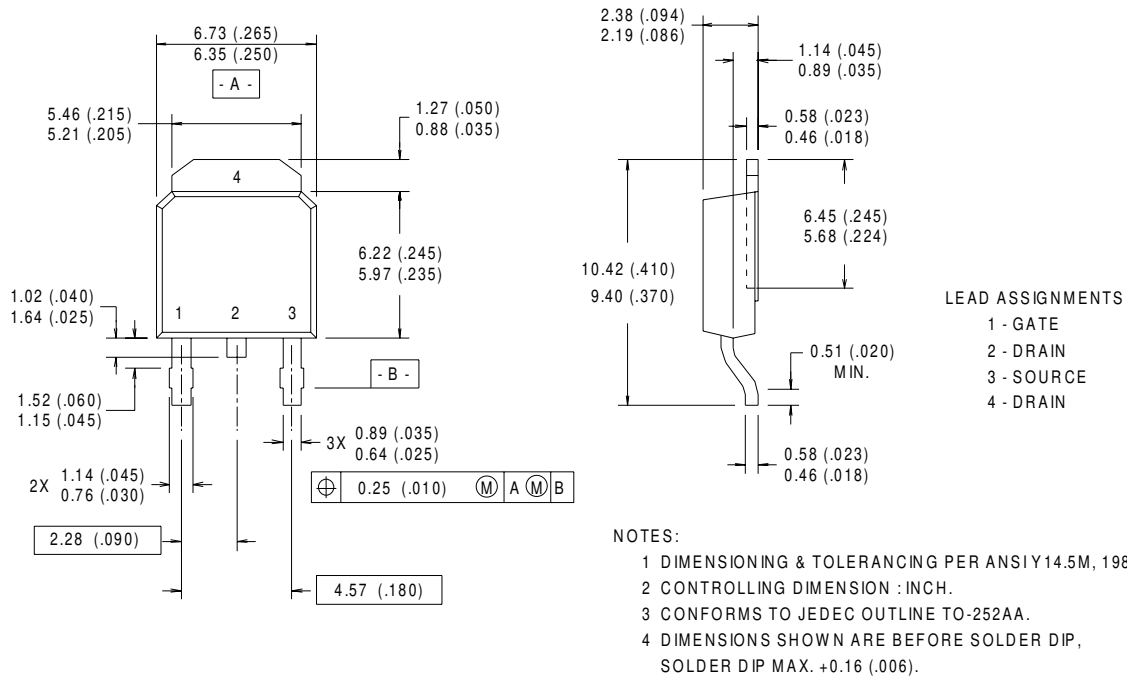 6.73 (.265)
6.35 (.250)
- A -
5.46 (.215)
5.21 (.205)
1.27 (.050)
0.88 (.035)
4
6.22 (.245)
5.97 (.235)
1.02 (.040)
1.64 (.025)
1 2 3
- B -
1.52 (.060)
1.15 (.045)
3X 0.89 (.035)
0.64 (.025)
2X 1.14 (.045)
0.76 (.030)
⌖ 0.25 (.010) Ⓜ A Ⓜ B
2.28 (.090)
4.57 (.180)
2.38 (.094)
2.19 (.086)
1.14 (.045)
0.89 (.035)
0.58 (.023)
0.46 (.018)
6.45 (.245)
5.68 (.224)
10.42 (.410)
9.40 (.370)
0.51 (.020)
MIN.
0.58 (.023)
0.46 (.018)
LEAD ASSIGNMENTS
1 - GATE
2 - DRAIN
3 - SOURCE
4 - DRAIN
NOTES:
1 DIMENSIONING & TOLERANCING PER ANSI Y14.5M, 198
2 CONTROLLING DIMENSION : INCH.
3 CONFORMS TO JEDEC OUTLINE TO-252AA.
4 DIMENSIONS SHOWN ARE BEFORE SOLDER DIP,
SOLDER DIP MAX. +0.16 (.006).